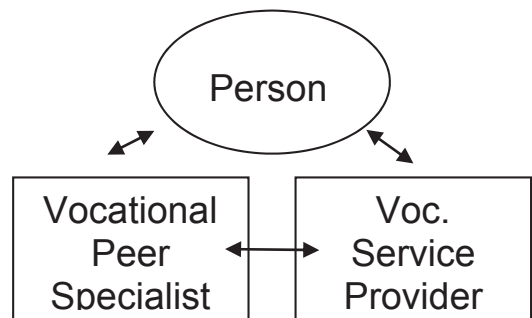 Person
Vocational
Peer
Specialist
Voc.
Service
Provider